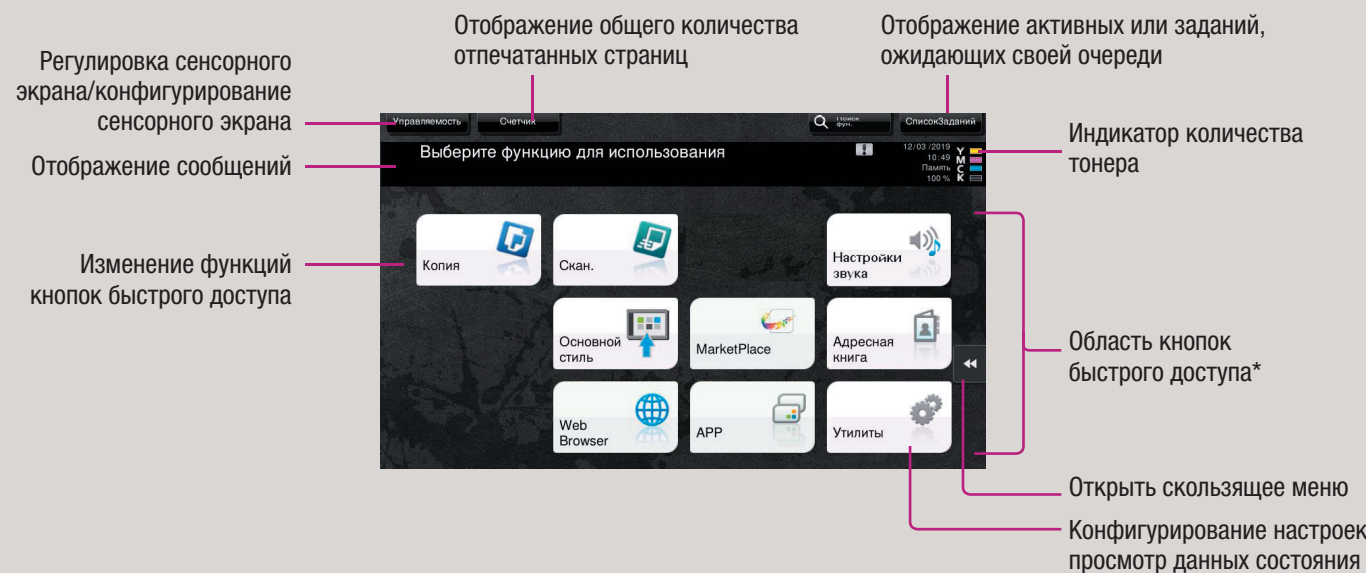 Отображение общего количества
отпечатанных страниц
Отображение активных или заданий,
ожидающих своей очереди
Регулировка сенсорного
экрана/конфигурирование
сенсорного экрана
Отображение сообщений
Изменение функций
кнопок быстрого доступа
Управляемость
Счетчик
Поиск
фун.
СписокЗаданий
Выберите функцию для использования
12/03 /2019
10:49
Память
100 %
Y
M
C
K
Копия
Скан.
Настройки
звука
Основной
стиль
MarketPlace
Адресная
книга
Web
Browser
APP
Утилиты
Индикатор количества
тонера
Область кнопок
быстрого доступа*
Открыть скользящее меню
Конфигурирование настроек
просмотр данных состояния